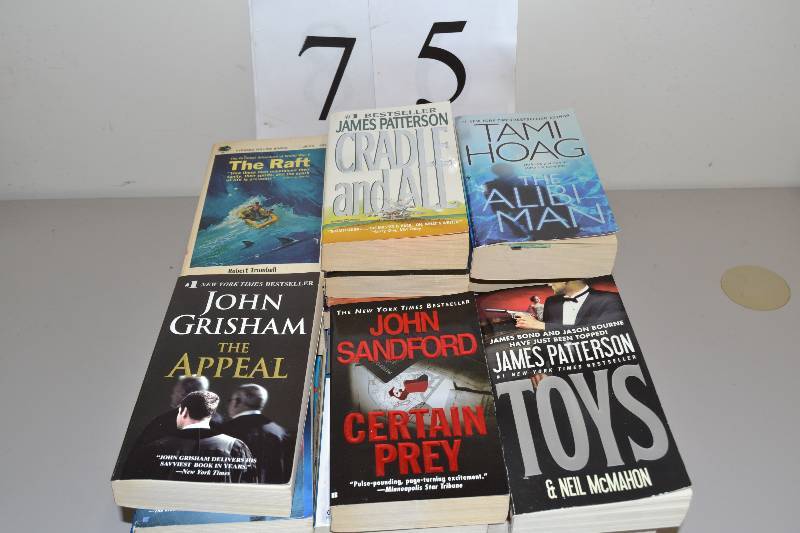 75
The Raft
Robert Trumbull
#1 BESTSELLER
JAMES PATTERSON
CRADLE
and ALL
TAMI
HOAG
THE
ALIBI
MAN
#1 NEW YORK TIMES BESTSELLER
JOHN
GRISHAM
THE
APPEAL
"JOHN GRISHAM DELIVERS HIS
SAVVIEST BOOK IN YEARS."
—New York Times
THE NEW YORK TIMES BESTSELLER
JOHN
SANDFORD
CERTAIN
PREY
"Pulse-pounding, page-turning excitement."
—Minneapolis Star Tribune
JAMES BOND AND JASON BOURNE
HAVE JUST BEEN TOPPED!
JAMES PATTERSON
#1 NEW YORK TIMES BESTSELLER
TOYS
& NEIL McMAHON